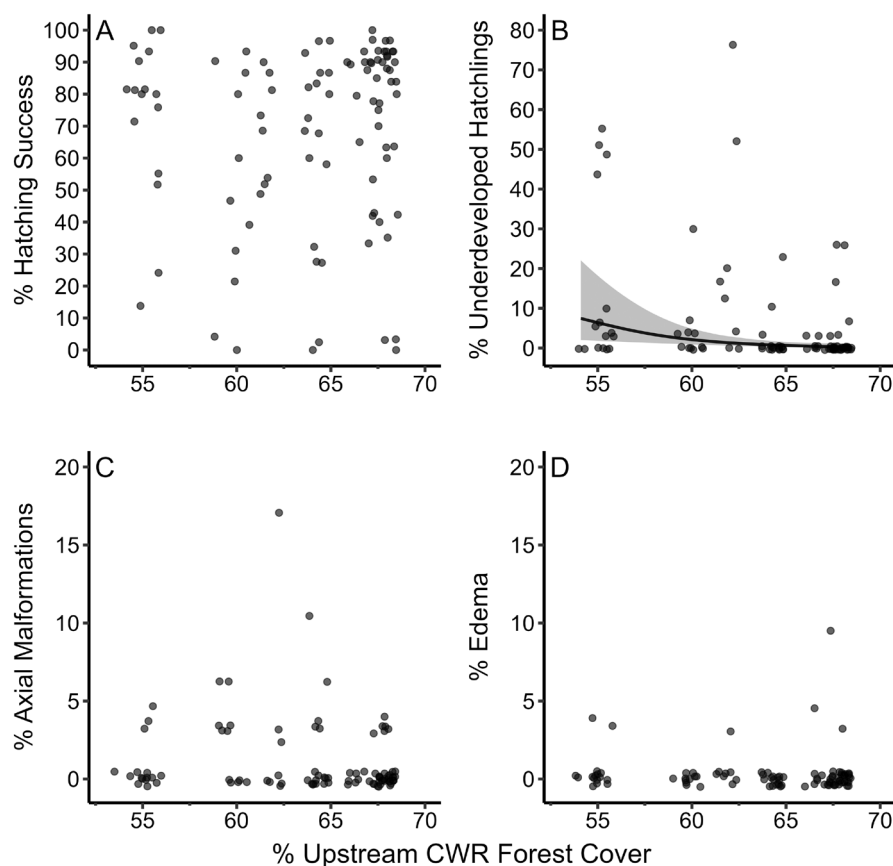 A
% Hatching Success
100
90
80
70
60
50
40
30
20
10
0
55 60 65 70
B
% Underdeveloped Hatchlings
80
70
60
50
40
30
20
10
0
55 60 65 70
C
% Axial Malformations
20
15
10
5
0
55 60 65 70
D
% Edema
20
15
10
5
0
55 60 65 70
% Upstream CWR Forest Cover